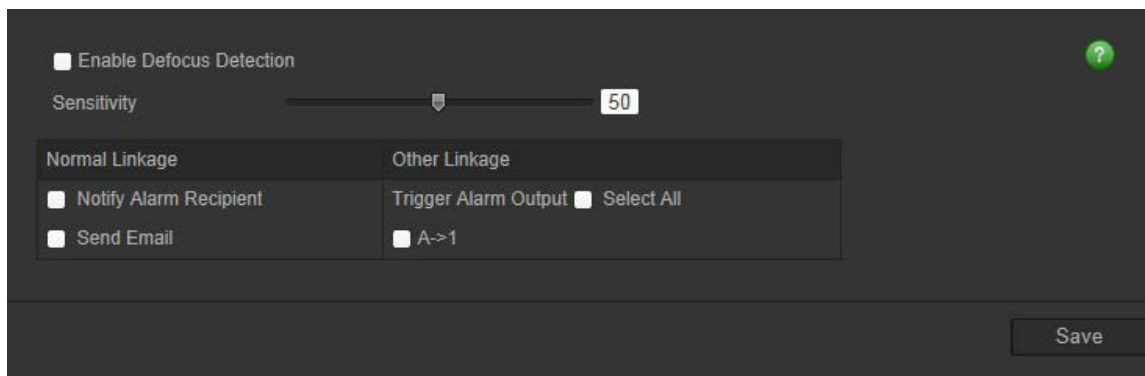 Enable Defocus Detection
?
Sensitivity 50
Normal Linkage Other Linkage
Notify Alarm Recipient Trigger Alarm Output Select All
Send Email A->1
Save